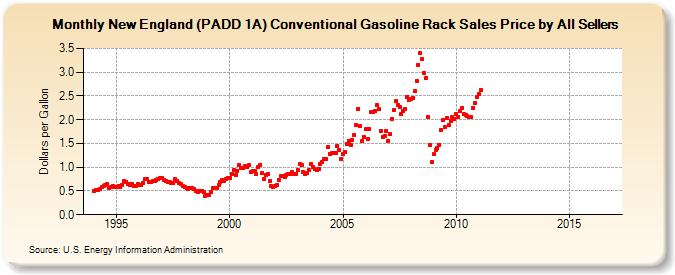 Monthly New England (PADD 1A) Conventional Gasoline Rack Sales Price by All Sellers
Dollars per Gallon
3.5
3.0
2.5
2.0
1.5
1.0
0.5
0.0
1995 2000 2005 2010 2015
Source: U.S. Energy Information Administration